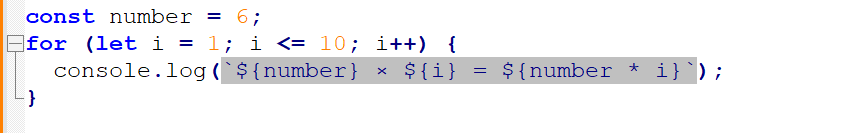 const number = 6;
for (let i = 1; i <= 10; i++) {
  console.log(`${number} × ${i} = ${number * i}`);
}